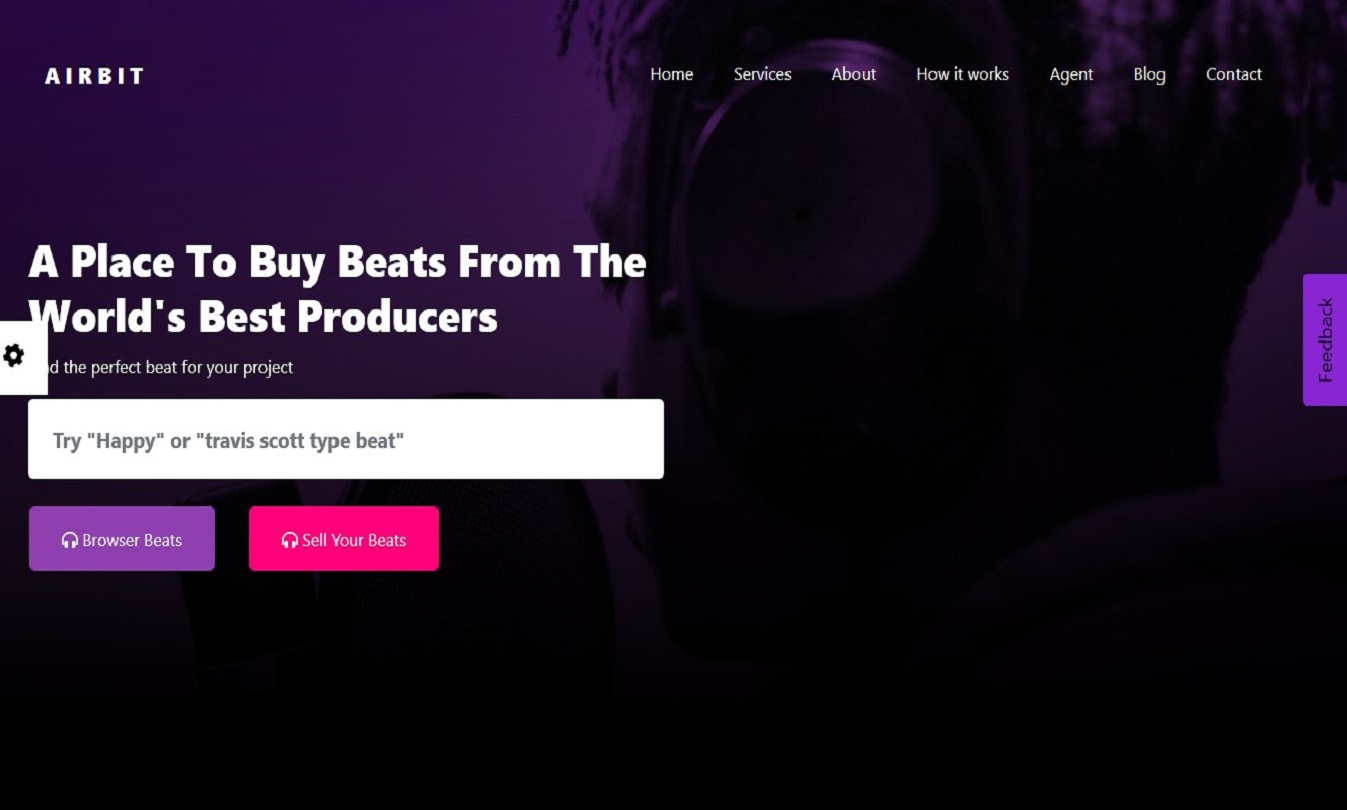 AIRBIT
Home Services About How it works Agent Blog Contact
A Place To Buy Beats From The
World's Best Producers
d the perfect beat for your project
Try "Happy" or "travis scott type beat"
Browser Beats Sell Your Beats
Feedback